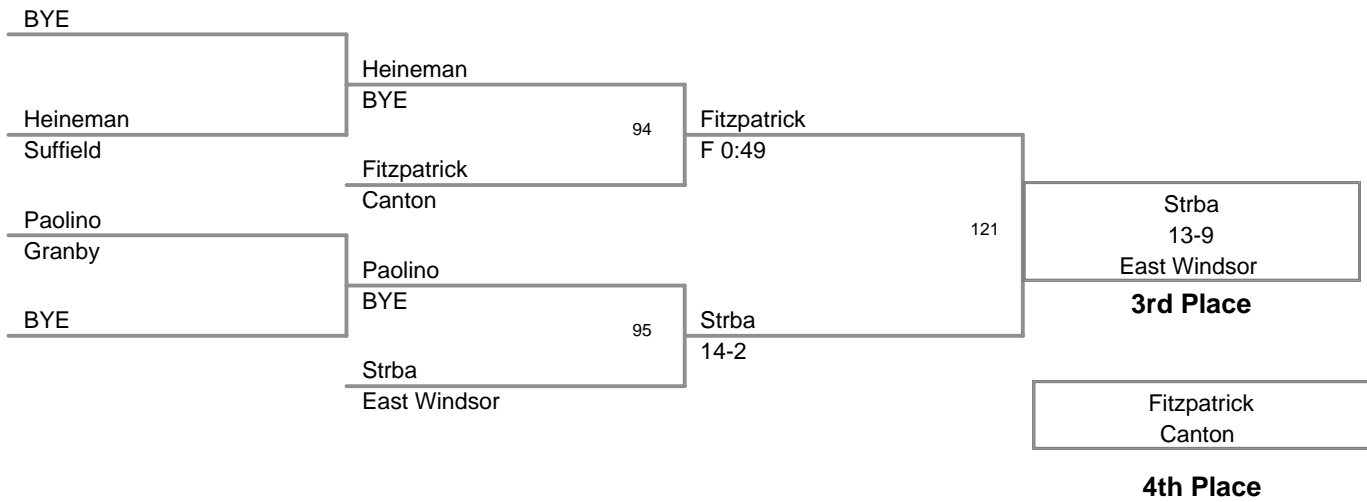 BYE
Heineman
BYE
Heineman
Suffield
94
Fitzpatrick
F 0:49
Fitzpatrick
Canton
Strba
13-9
East Windsor
Paolino
Granby
121
Paolino
BYE
3rd Place
BYE
95
Strba
14-2
Strba
East Windsor
Fitzpatrick
Canton
4th Place